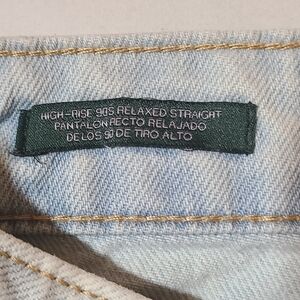 HIGH-RISE 90S RELAXED STRAIGHT
PANTALON RECTO RELAJADO
DE LOS 90 DE TIRO ALTO